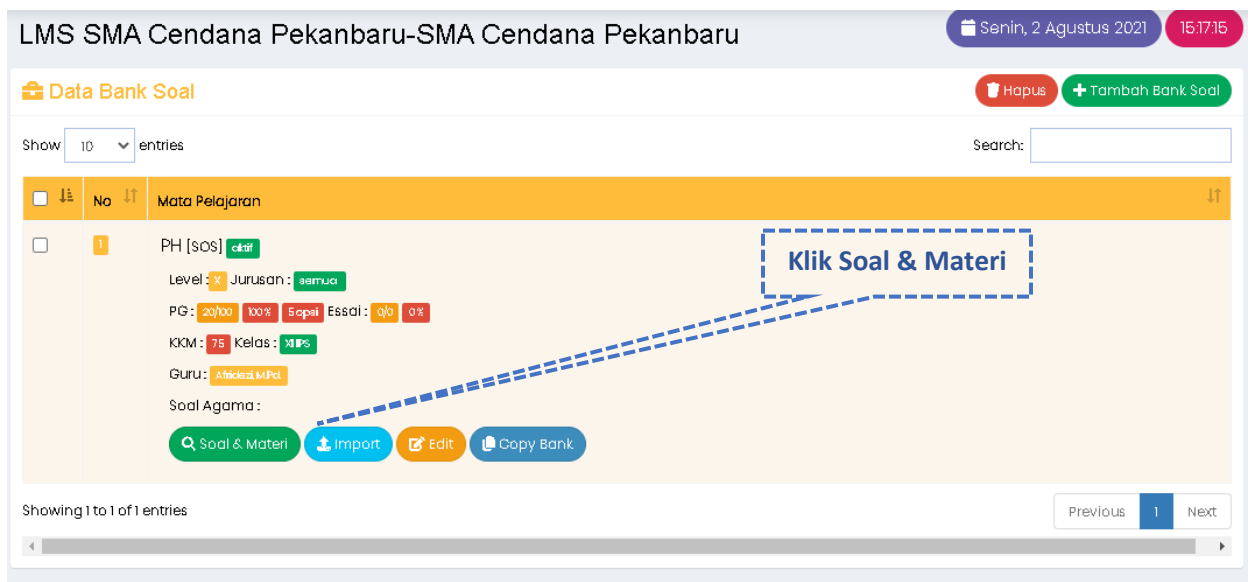 LMS SMA Cendana Pekanbaru-SMA Cendana Pekanbaru
Senin, 2 Agustus 2021 15:17:15
Data Bank Soal
Hapus + Tambah Bank Soal
Show 10 entries Search:
No Mata Pelajaran
1 PH [SOS] aktif
Klik Soal & Materi
Level : X Jurusan : semua
PG : 20/100 100% 5 opsi Essai : 0/0 0%
KKM : 75 Kelas : XIIPS
Guru : Afridezi, M.Pd.
Soal Agama :
Soal & Materi Import Edit Copy Bank
Showing 1 to 1 of 1 entries Previous 1 Next